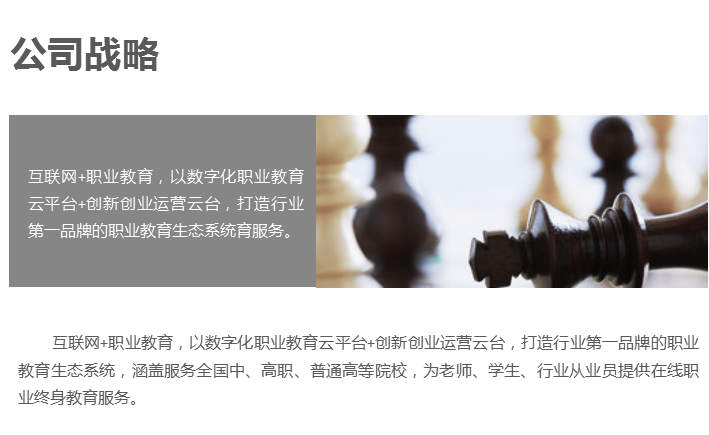 公司战略
互联网+职业教育，以数字化职业教育
云平台+创新创业运营云台，打造行业
第一品牌的职业教育生态系统育服务。
互联网+职业教育，以数字化职业教育云平台+创新创业运营云台，打造行业第一品牌的职业
教育生态系统，涵盖服务全国中、高职、普通高等院校，为老师、学生、行业从业员提供在线职
业终身教育服务。